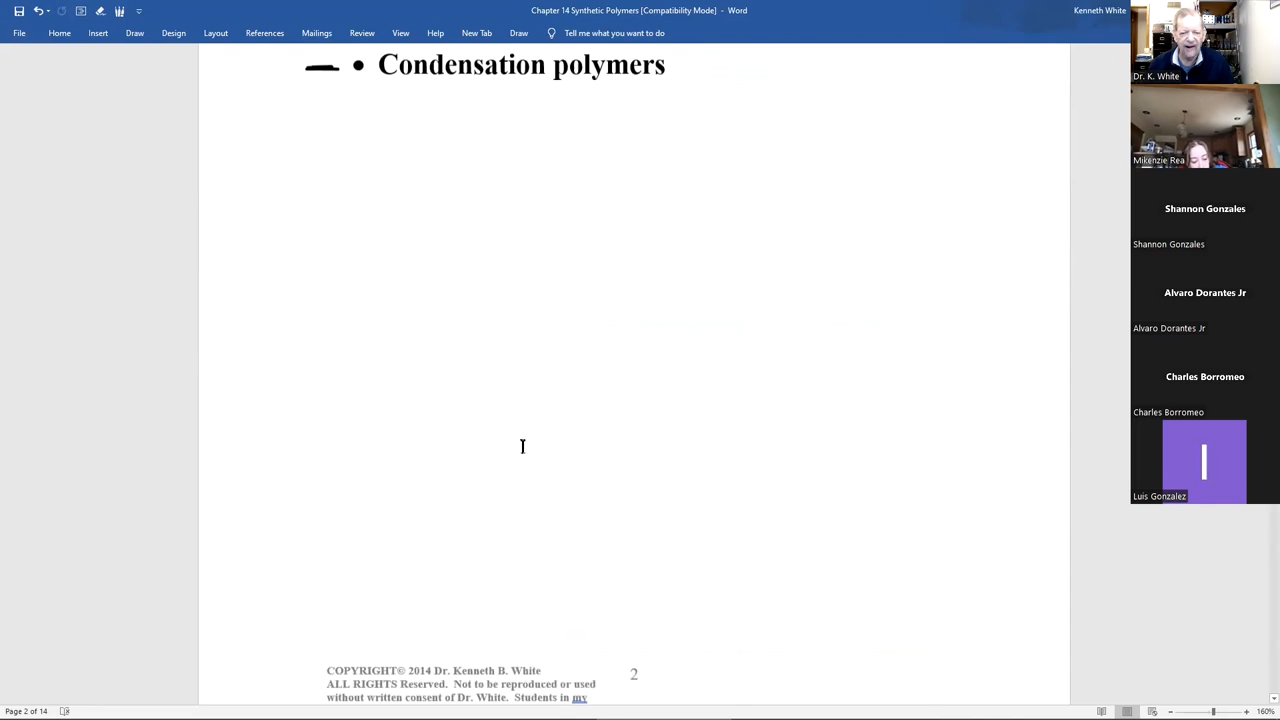 Chapter 14 Synthetic Polymers [Compatibility Mode] - Word
Kenneth White
File Home Insert Draw Design Layout References Mailings Review View Help New Tab Draw Tell me what you want to do
• Condensation polymers
COPYRIGHT© 2014 Dr. Kenneth B. White
ALL RIGHTS Reserved. Not to be reproduced or used
without written consent of Dr. White. Students in my
2
Dr. K. White
Mikenzie Rea
Shannon Gonzales
Shannon Gonzales
Alvaro Dorantes Jr
Alvaro Dorantes Jr
Charles Borromeo
Charles Borromeo
l
Luis Gonzalez
Page 2 of 14
160%